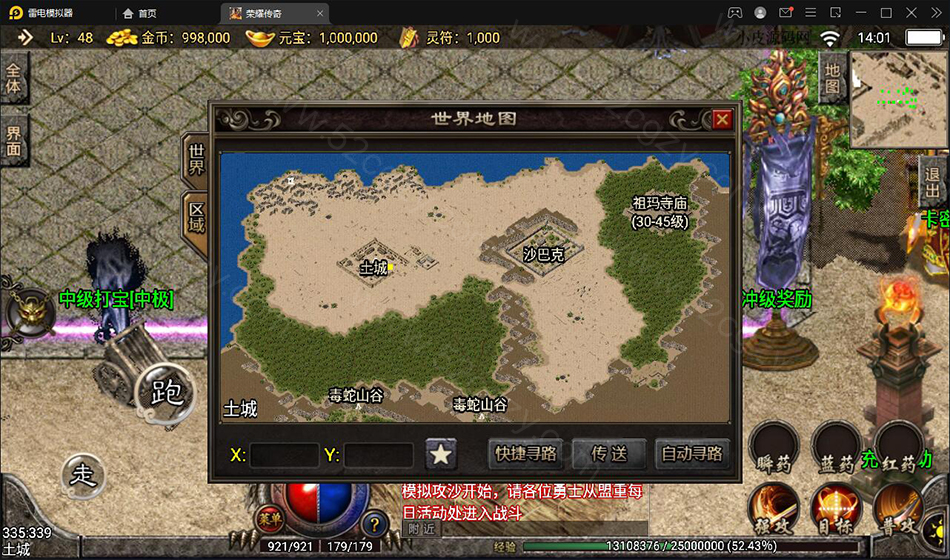 雷电模拟器
首页
荣耀传奇
Lv：48
金币：998,000
元宝：1,000,000
灵符：1,000
14:01
全体
界面
地图
退出
世界地图
世界
区域
祖玛寺庙
(30-45级)
土城
沙巴克
毒蛇山谷
毒蛇山谷
土城
X:
Y:
快捷寻路
传送
自动寻路
中级打宝[中极]
冲级奖励
卡密
跑
走
瞬药
蓝药
红药
强攻
目标
普攻
模拟攻沙开始，请各位勇士从盟重每
日活动处进入战斗
附近
菜单
?
921/921
179/179
经验
13108376 / 25000000 (52.43%)
335:339
土城